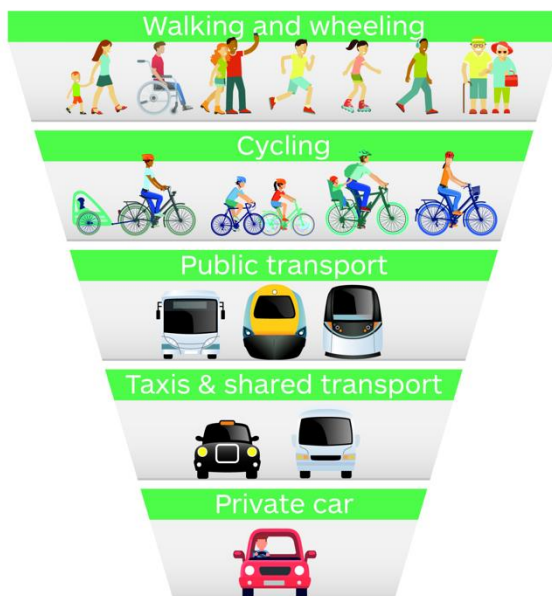 Walking and wheeling
Cycling
Public transport
Taxis & shared transport
Private car